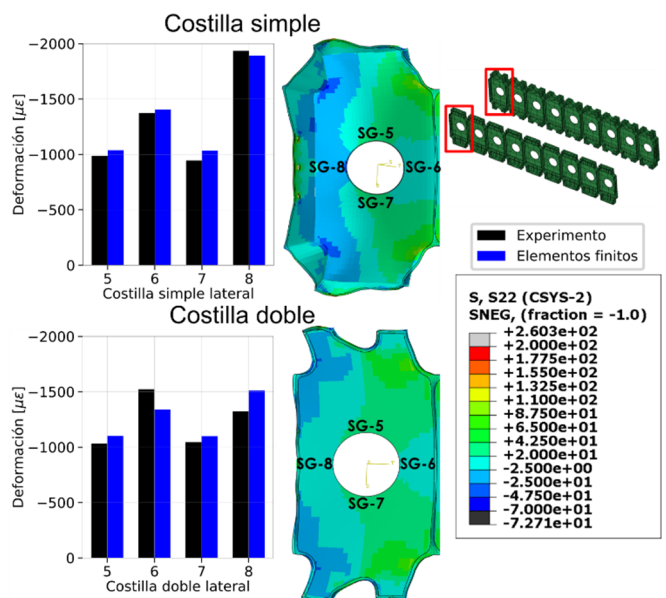 Costilla simple
−2000
−1500
−1000
−500
0
Deformación [με]
5 6 7 8
Costilla simple lateral
SG-5
SG-8
SG-6
SG-7
Experimento
Elementos finitos
Costilla doble
−2000
−1500
−1000
−500
0
Deformación [με]
5 6 7 8
Costilla doble lateral
SG-5
SG-8
SG-6
SG-7
S, S22 (CSYS-2)
SNEG, (fraction = -1.0)
+2.603e+02
+2.000e+02
+1.775e+02
+1.550e+02
+1.325e+02
+1.100e+02
+8.750e+01
+6.500e+01
+4.250e+01
+2.000e+01
-2.500e+00
-2.500e+01
-4.750e+01
-7.000e+01
-7.271e+01